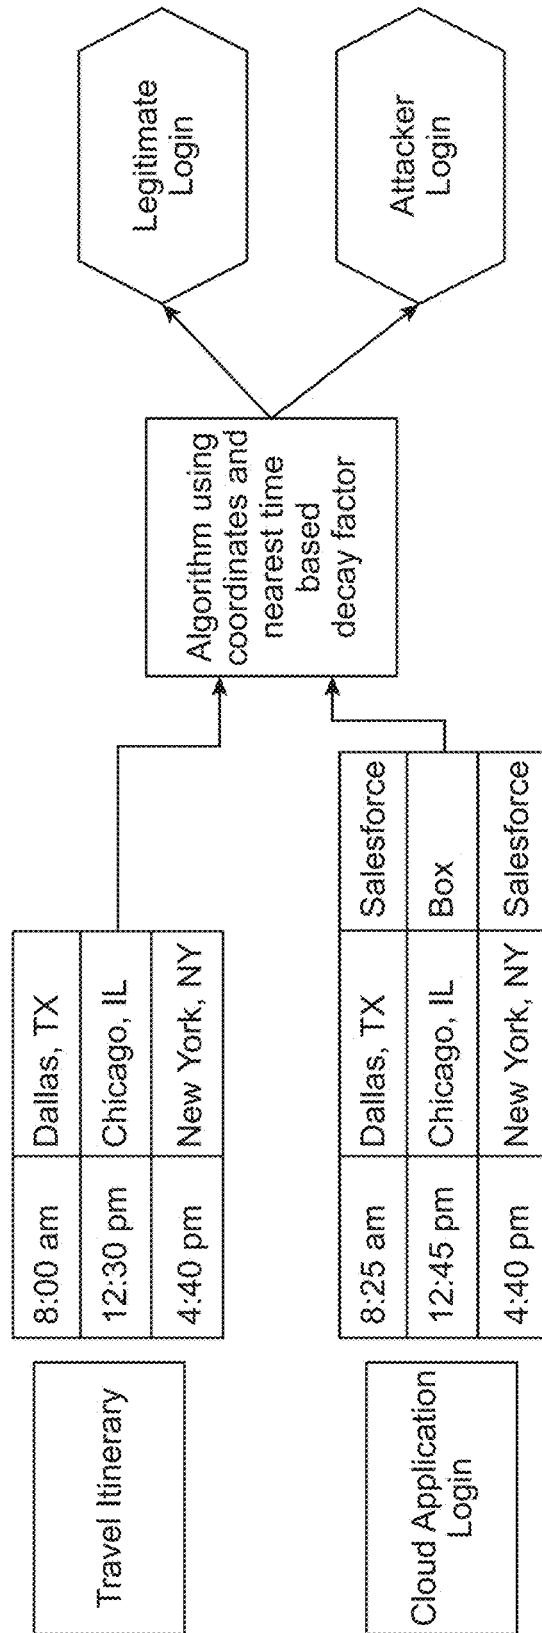 Travel Itinerary
8:00 am Dallas, TX
12:30 pm Chicago, IL
4:40 pm New York, NY
Cloud Application
Login
8:25 am Dallas, TX Salesforce
12:45 pm Chicago, IL Box
4:40 pm New York, NY Salesforce
Algorithm using
coordinates and
nearest time
based
decay factor
Legitimate
Login
Attacker
Login